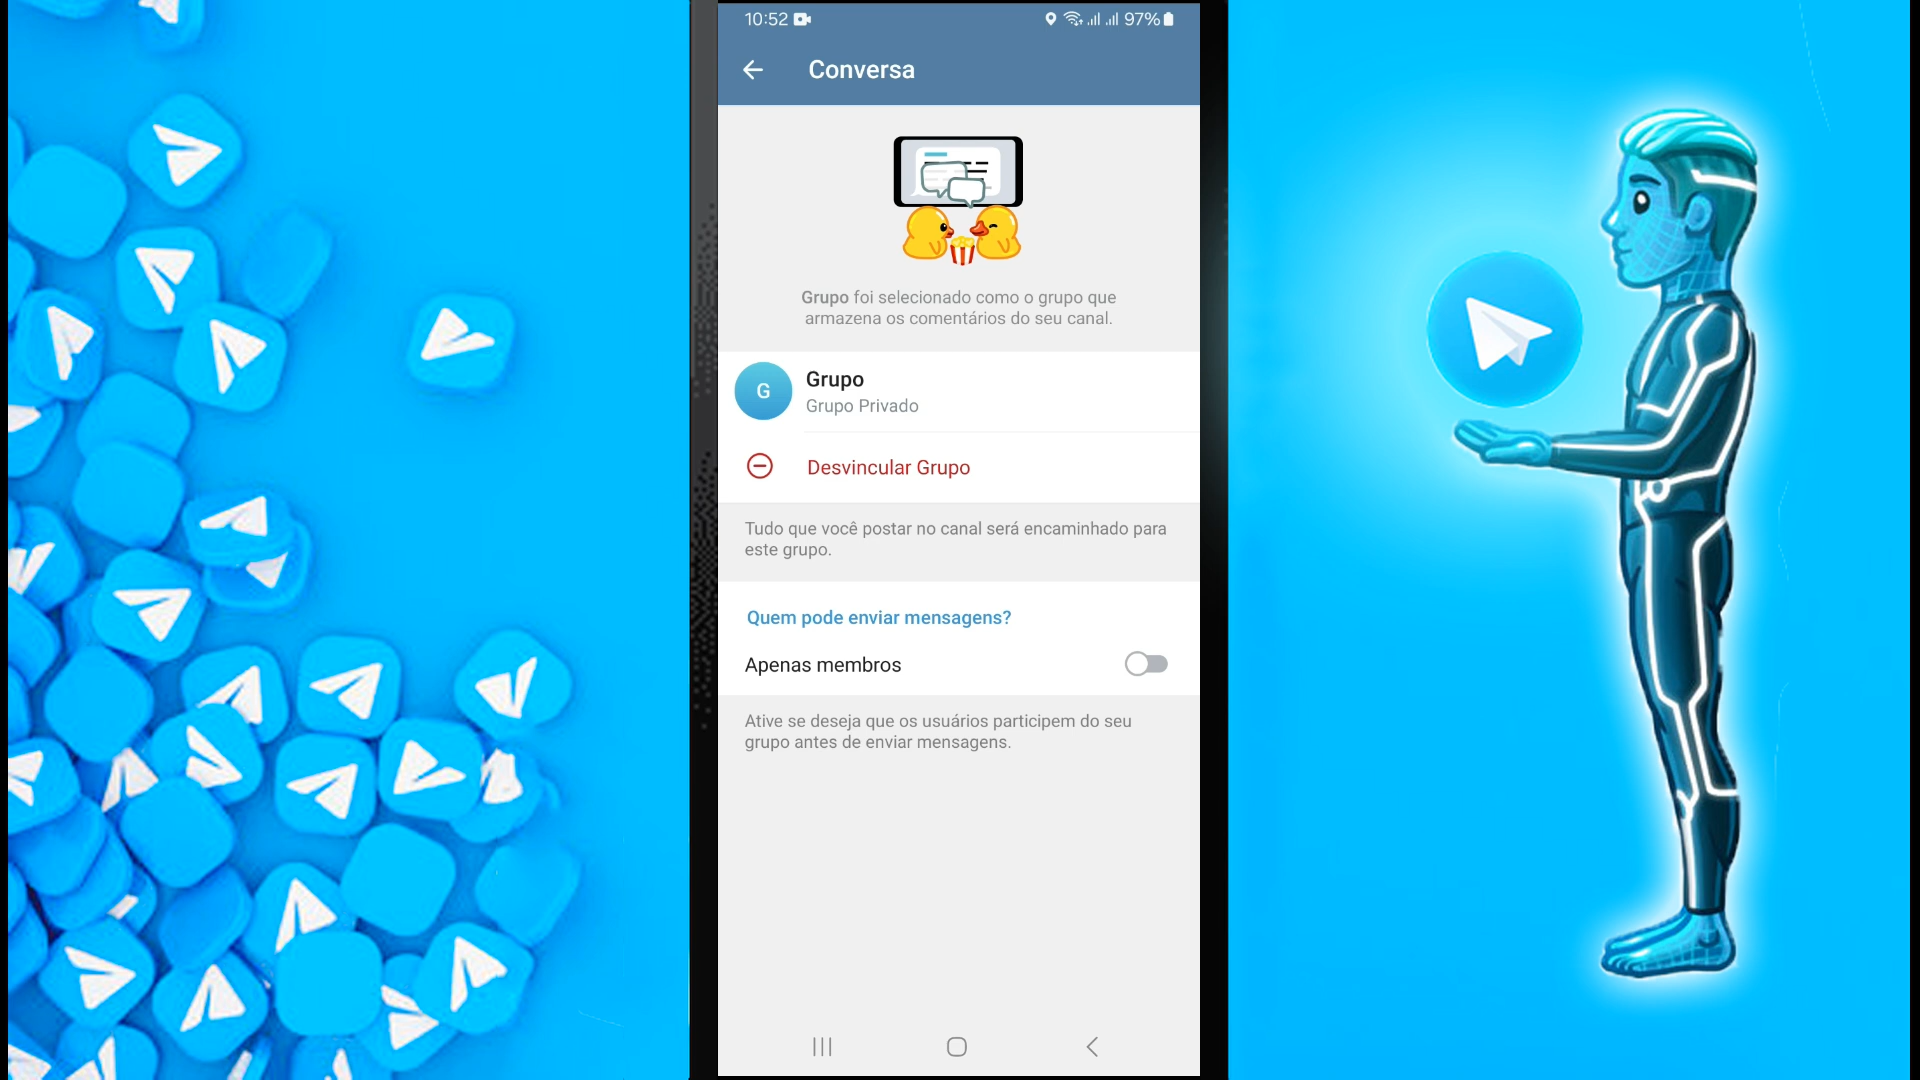 10:52
97%
Conversa
Grupo foi selecionado como o grupo que
armazena os comentários do seu canal.
G
Grupo
Grupo Privado
Desvincular Grupo
Tudo que você postar no canal será encaminhado para
este grupo.
Quem pode enviar mensagens?
Apenas membros
Ative se deseja que os usuários participem do seu
grupo antes de enviar mensagens.